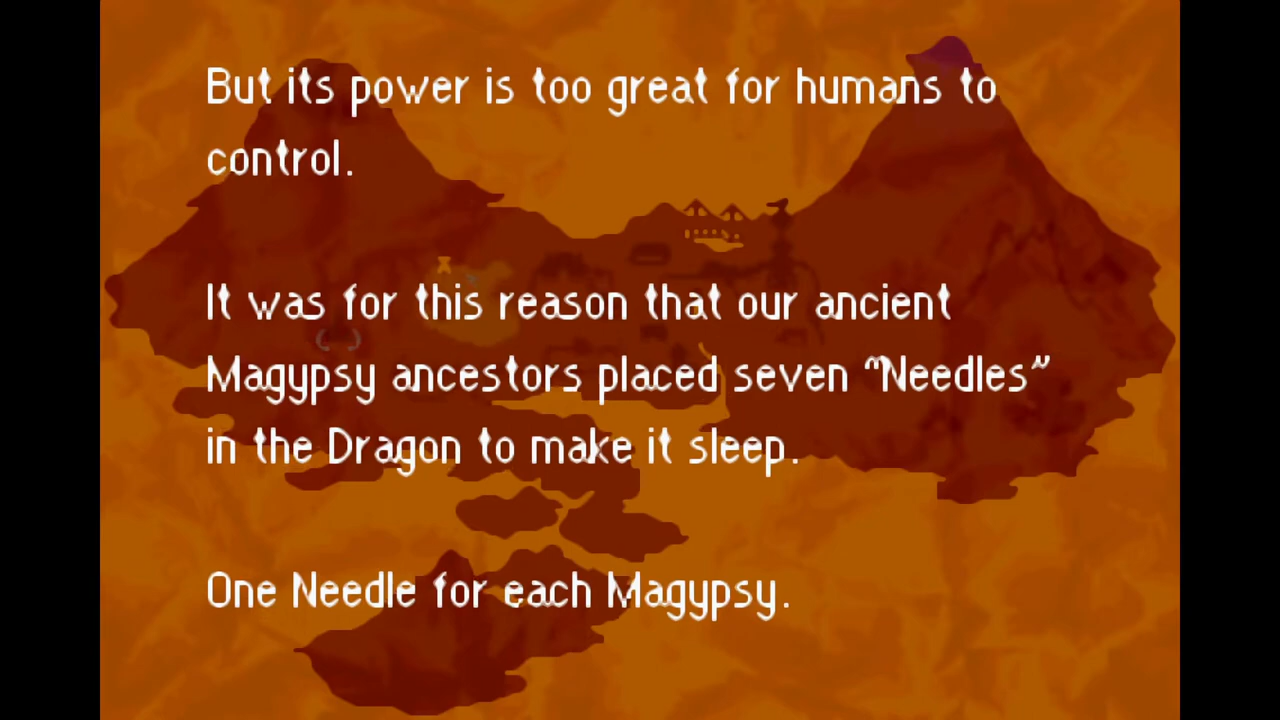 But its power is too great for humans to
control.
It was for this reason that our ancient
Magypsy ancestors placed seven “Needles”
in the Dragon to make it sleep.
One Needle for each Magypsy.